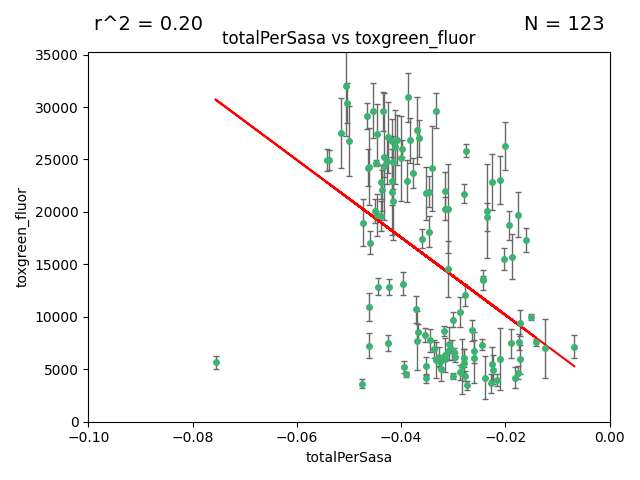 r^2 = 0.20
N = 123
totalPerSasa vs toxgreen_fluor
35000
30000
25000
20000
15000
10000
5000
0
toxgreen_fluor
−0.10
−0.08
−0.06
−0.04
−0.02
0.00
totalPerSasa